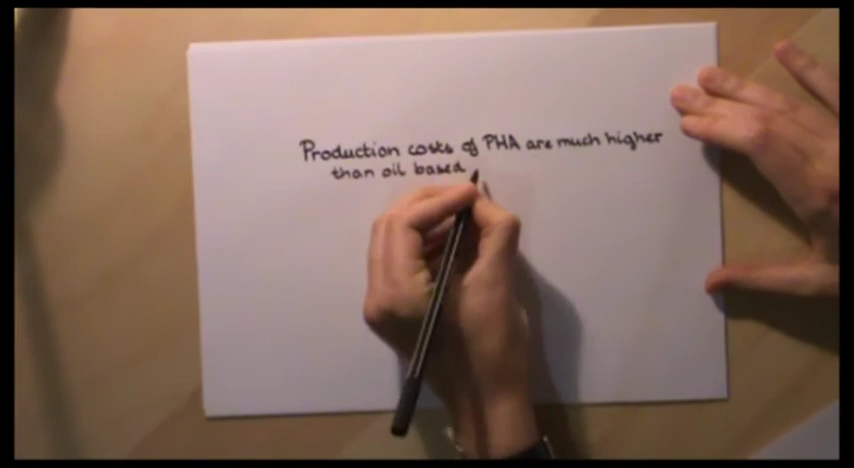 Production costs of PHA are much higher
than oil based